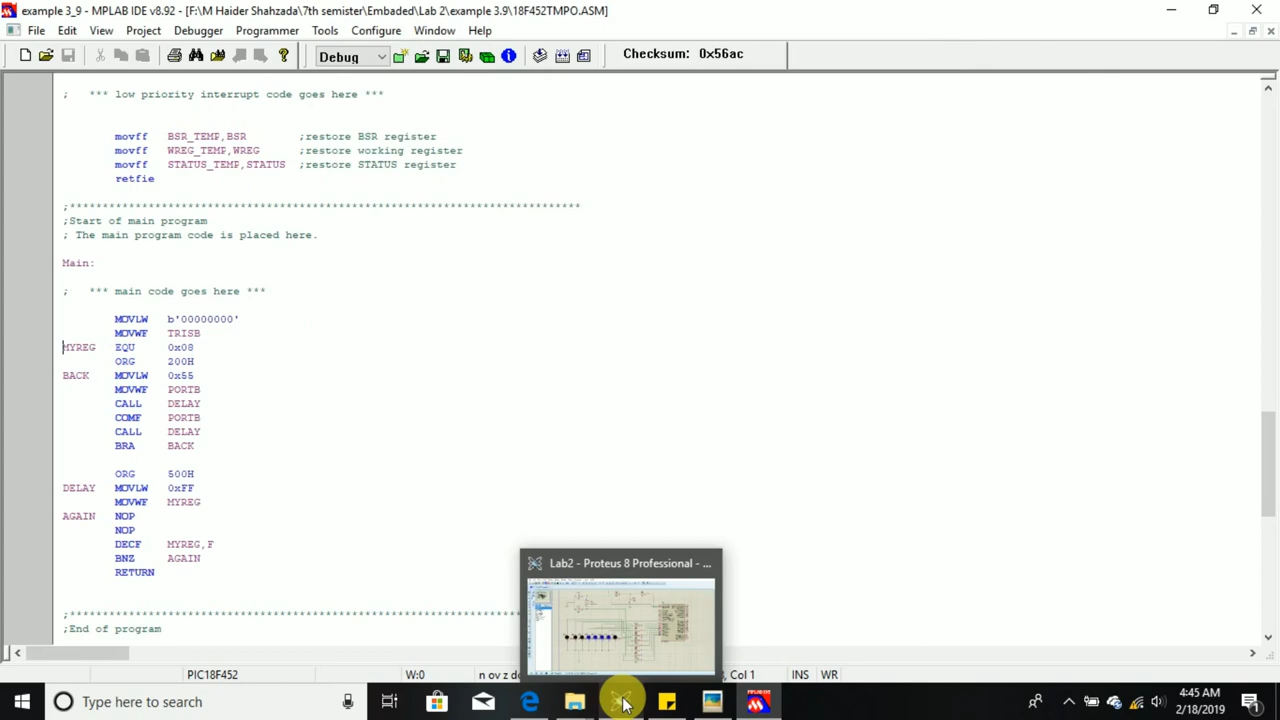 example 3_9 - MPLAB IDE v8.92 - [F:\M Haider Shahzada\7th semister\Embaded\Lab 2\example 3.9\18F452TMPO.ASM]
File Edit View Project Debugger Programmer Tools Configure Window Help
Debug Checksum: 0x56ac
; *** low priority interrupt code goes here ***
movff BSR_TEMP,BSR ;restore BSR register
movff WREG_TEMP,WREG ;restore working register
movff STATUS_TEMP,STATUS ;restore STATUS register
retfie
;******************************************************************************
;Start of main program
; The main program code is placed here.
Main:
; *** main code goes here ***
MOVLW b'00000000'
MOVWF TRISB
MYREG EQU 0x08
ORG 200H
BACK MOVLW 0x55
MOVWF PORTB
CALL DELAY
COMF PORTB
CALL DELAY
BRA BACK
ORG 500H
DELAY MOVLW 0xFF
MOVWF MYREG
AGAIN NOP
NOP
DECF MYREG,F
BNZ AGAIN
RETURN
Lab2 - Proteus 8 Professional - ...
;******************************************************************************
;End of program
PIC18F452 W:0 n ov z d Col 1 INS WR
Type here to search
4:45 AM
2/18/2019